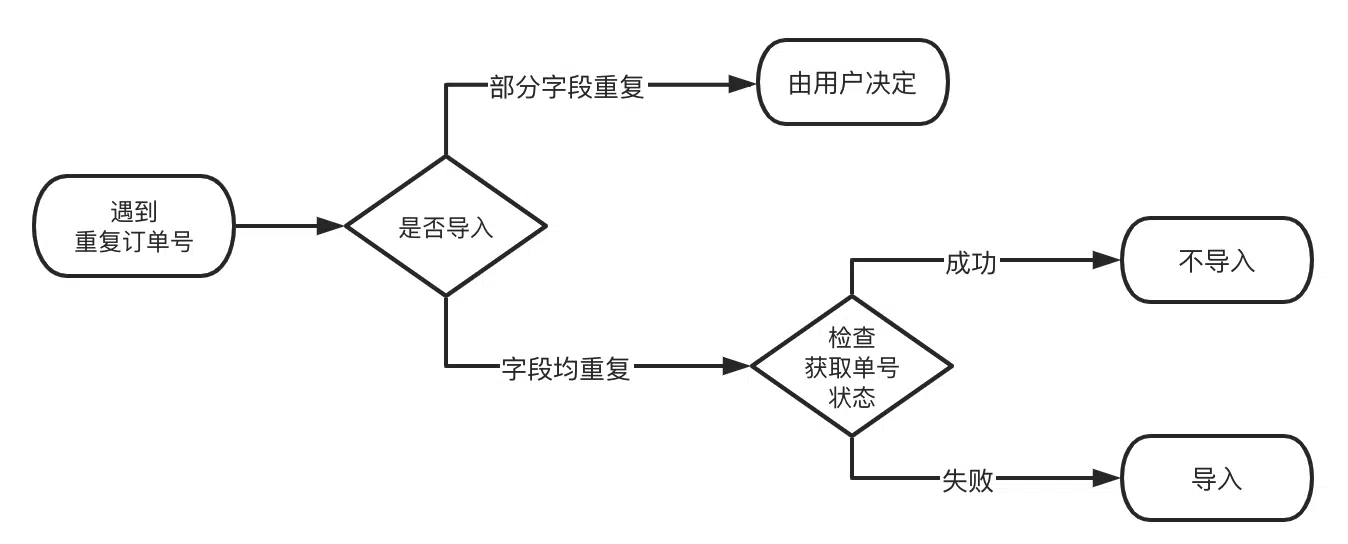 部分字段重复
由用户决定
遇到
重复订单号
是否导入
字段均重复
检查
获取单号
状态
成功
不导入
失败
导入